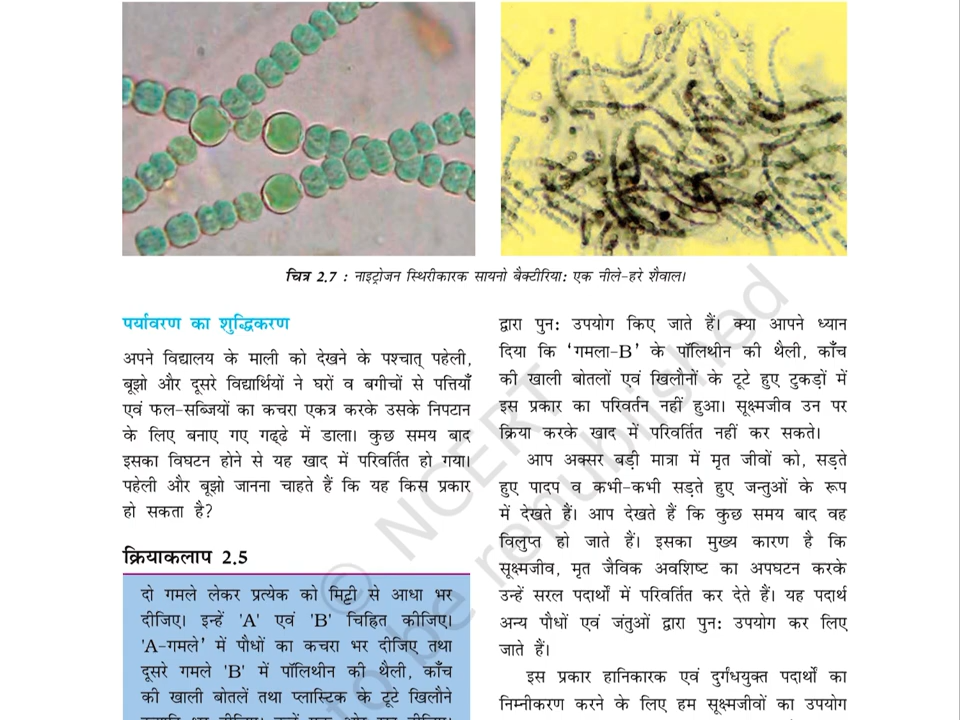 चित्र 2.7 : नाइट्रोजन स्थिरीकारक सायनो बैक्टीरिया: एक नीले-हरे शैवाल।
पर्यावरण का शुद्धिकरण
अपने विद्यालय के माली को देखने के पश्चात् पहेली,
बूझो और दूसरे विद्यार्थियों ने घरों व बगीचों से पत्तियाँ
एवं फल-सब्जियों का कचरा एकत्र करके उसके निपटान
के लिए बनाए गए गढ्ढे में डाला। कुछ समय बाद
इसका विघटन होने से यह खाद में परिवर्तित हो गया।
पहेली और बूझो जानना चाहते हैं कि यह किस प्रकार
हो सकता है?
क्रियाकलाप 2.5
दो गमले लेकर प्रत्येक को मिट्टी से आधा भर
दीजिए। इन्हें 'A' एवं 'B' चिह्नित कीजिए।
'A-गमले’ में पौधों का कचरा भर दीजिए तथा
दूसरे गमले 'B' में पॉलिथीन की थैली, काँच
की खाली बोतलें तथा प्लास्टिक के टूटे खिलौने
द्वारा पुन: उपयोग किए जाते हैं। क्या आपने ध्यान
दिया कि ‘गमला-B’ के पॉलिथीन की थैली, काँच
की खाली बोतलों एवं खिलौनों के टूटे हुए टुकड़ों में
इस प्रकार का परिवर्तन नहीं हुआ। सूक्ष्मजीव उन पर
क्रिया करके खाद में परिवर्तित नहीं कर सकते।
आप अक्सर बड़ी मात्रा में मृत जीवों को, सड़ते
हुए पादप व कभी-कभी सड़ते हुए जन्तुओं के रूप
में देखते हैं। आप देखते हैं कि कुछ समय बाद वह
विलुप्त हो जाते हैं। इसका मुख्य कारण है कि
सूक्ष्मजीव, मृत जैविक अवशिष्ट का अपघटन करके
उन्हें सरल पदार्थों में परिवर्तित कर देते हैं। यह पदार्थ
अन्य पौधों एवं जंतुओं द्वारा पुन: उपयोग कर लिए
जाते हैं।
इस प्रकार हानिकारक एवं दुर्गंधयुक्त पदार्थों का
निम्नीकरण करने के लिए हम सूक्ष्मजीवों का उपयोग
© NCERT
to be republished